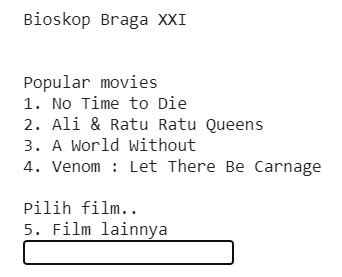 Bioskop Braga XXI
Popular movies
1. No Time to Die
2. Ali & Ratu Ratu Queens
3. A World Without
4. Venom : Let There Be Carnage
Pilih film..
5. Film lainnya